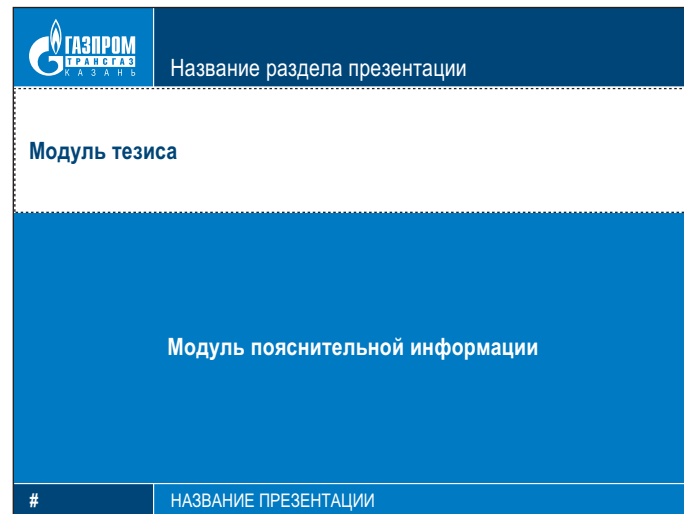 ГАЗПРОМ
ТРАНСГАЗ
КАЗАНЬ
Название раздела презентации
Модуль тезиса
Модуль пояснительной информации
# НАЗВАНИЕ ПРЕЗЕНТАЦИИ